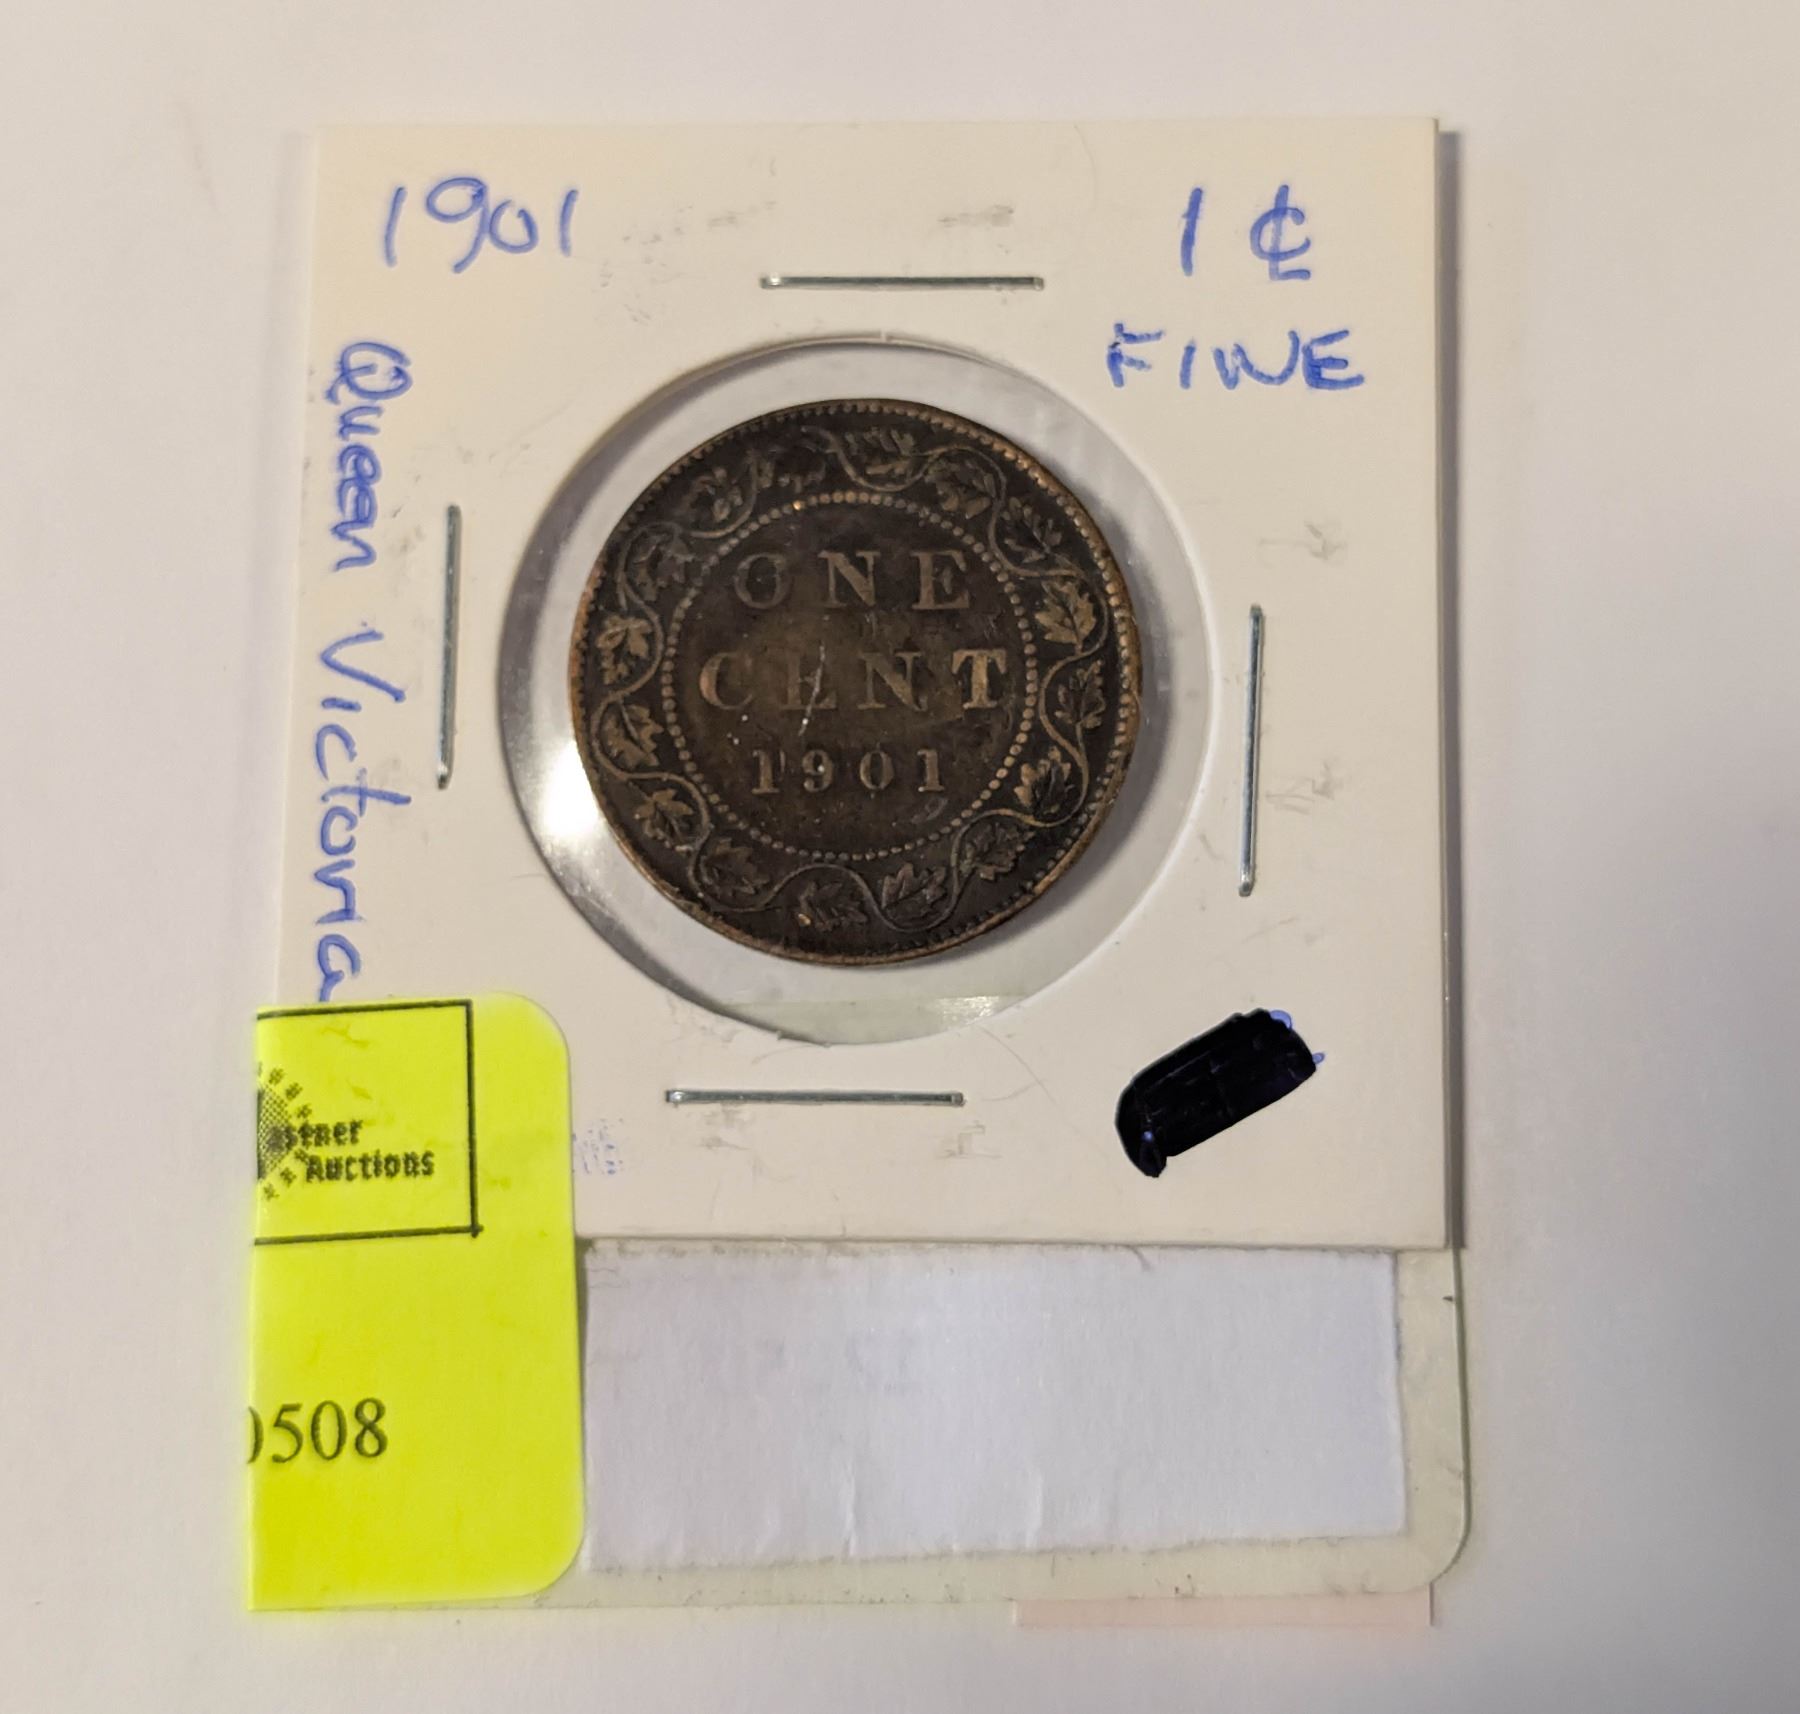 1901
1 ¢
FINE
Queen Victoria
ONE
CENT
1901
Auctions
0508